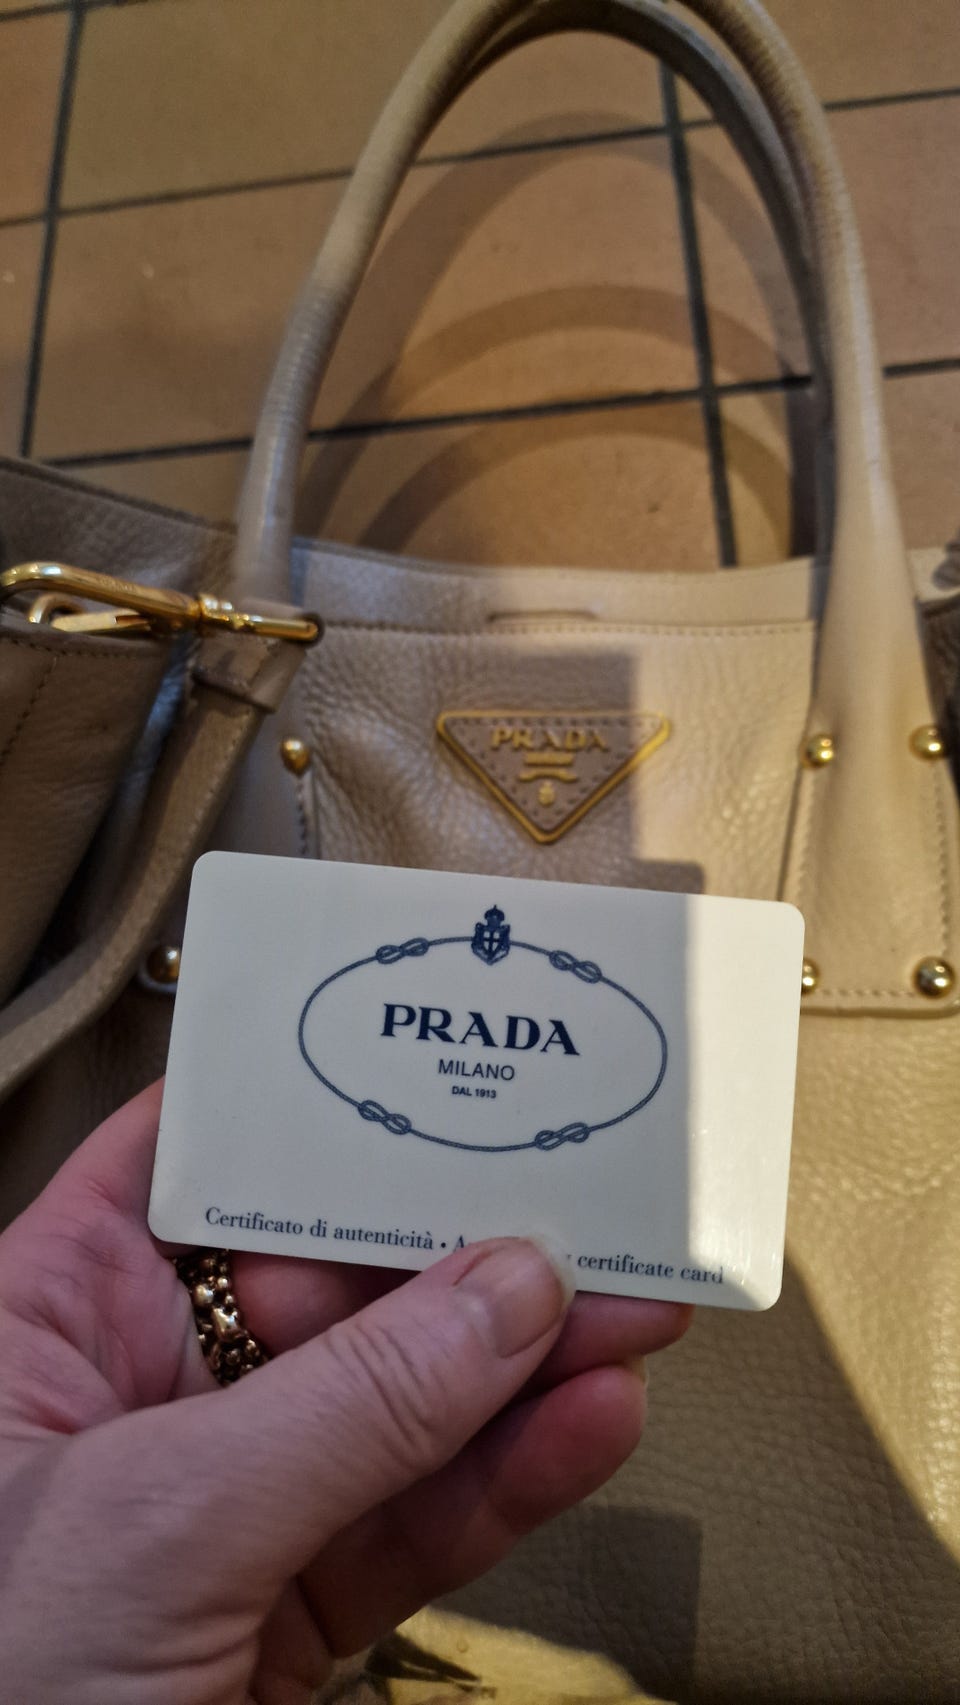 PRADA
PRADA
MILANO
DAL 1913
Certificato di autenticità • certificate card